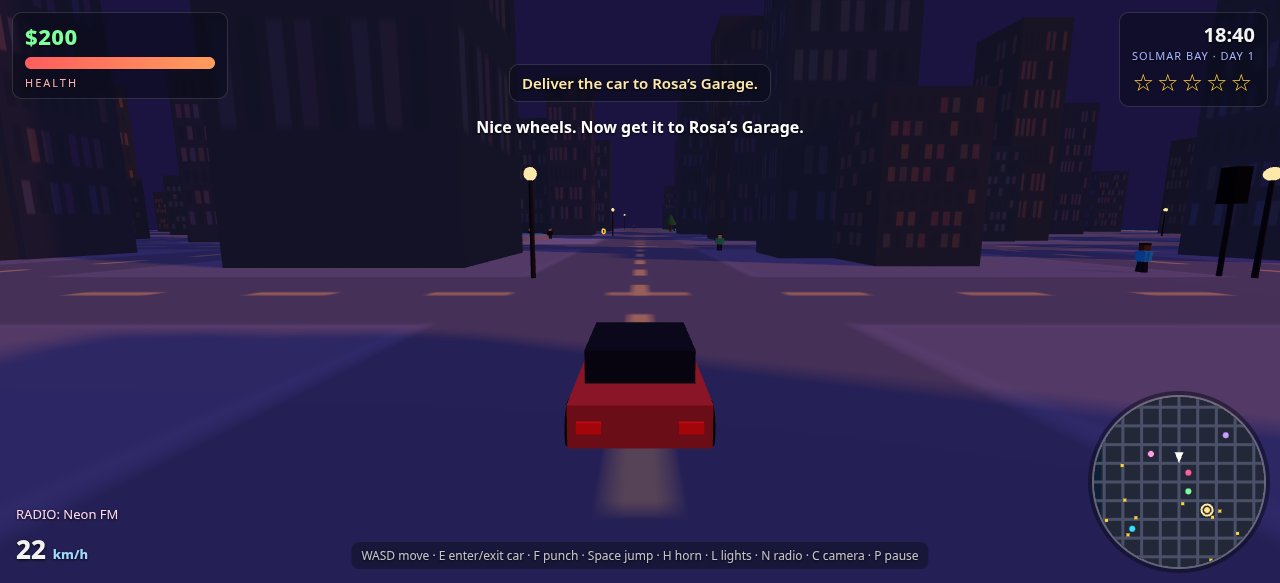 $200
HEALTH
Deliver the car to Rosa’s Garage.
Nice wheels. Now get it to Rosa’s Garage.
18:40
SOLMAR BAY · DAY 1
RADIO: Neon FM
22 km/h
WASD move · E enter/exit car · F punch · Space jump · H horn · L lights · N radio · C camera · P pause